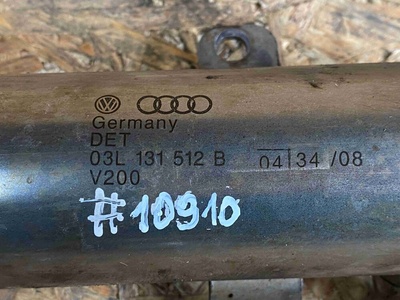 Germany
DET
03L 131 512 B 04 34 /08
V200
#10910